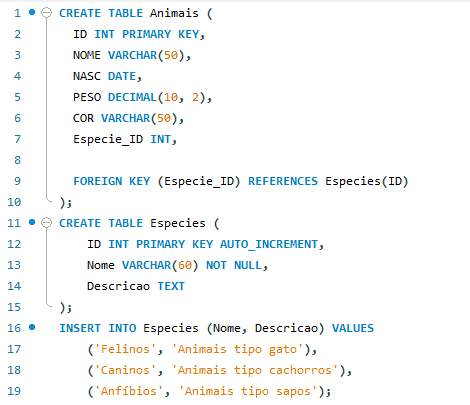 1 CREATE TABLE Animais (
2 ID INT PRIMARY KEY,
3 NOME VARCHAR(50),
4 NASC DATE,
5 PESO DECIMAL(10, 2),
6 COR VARCHAR(50),
7 Especie_ID INT,
8
9 FOREIGN KEY (Especie_ID) REFERENCES Especies(ID)
10 );
11 CREATE TABLE Especies (
12 ID INT PRIMARY KEY AUTO_INCREMENT,
13 Nome VARCHAR(60) NOT NULL,
14 Descricao TEXT
15 );
16 INSERT INTO Especies (Nome, Descricao) VALUES
17 ('Felinos', 'Animais tipo gato'),
18 ('Caninos', 'Animais tipo cachorros'),
19 ('Anfíbios', 'Animais tipo sapos');